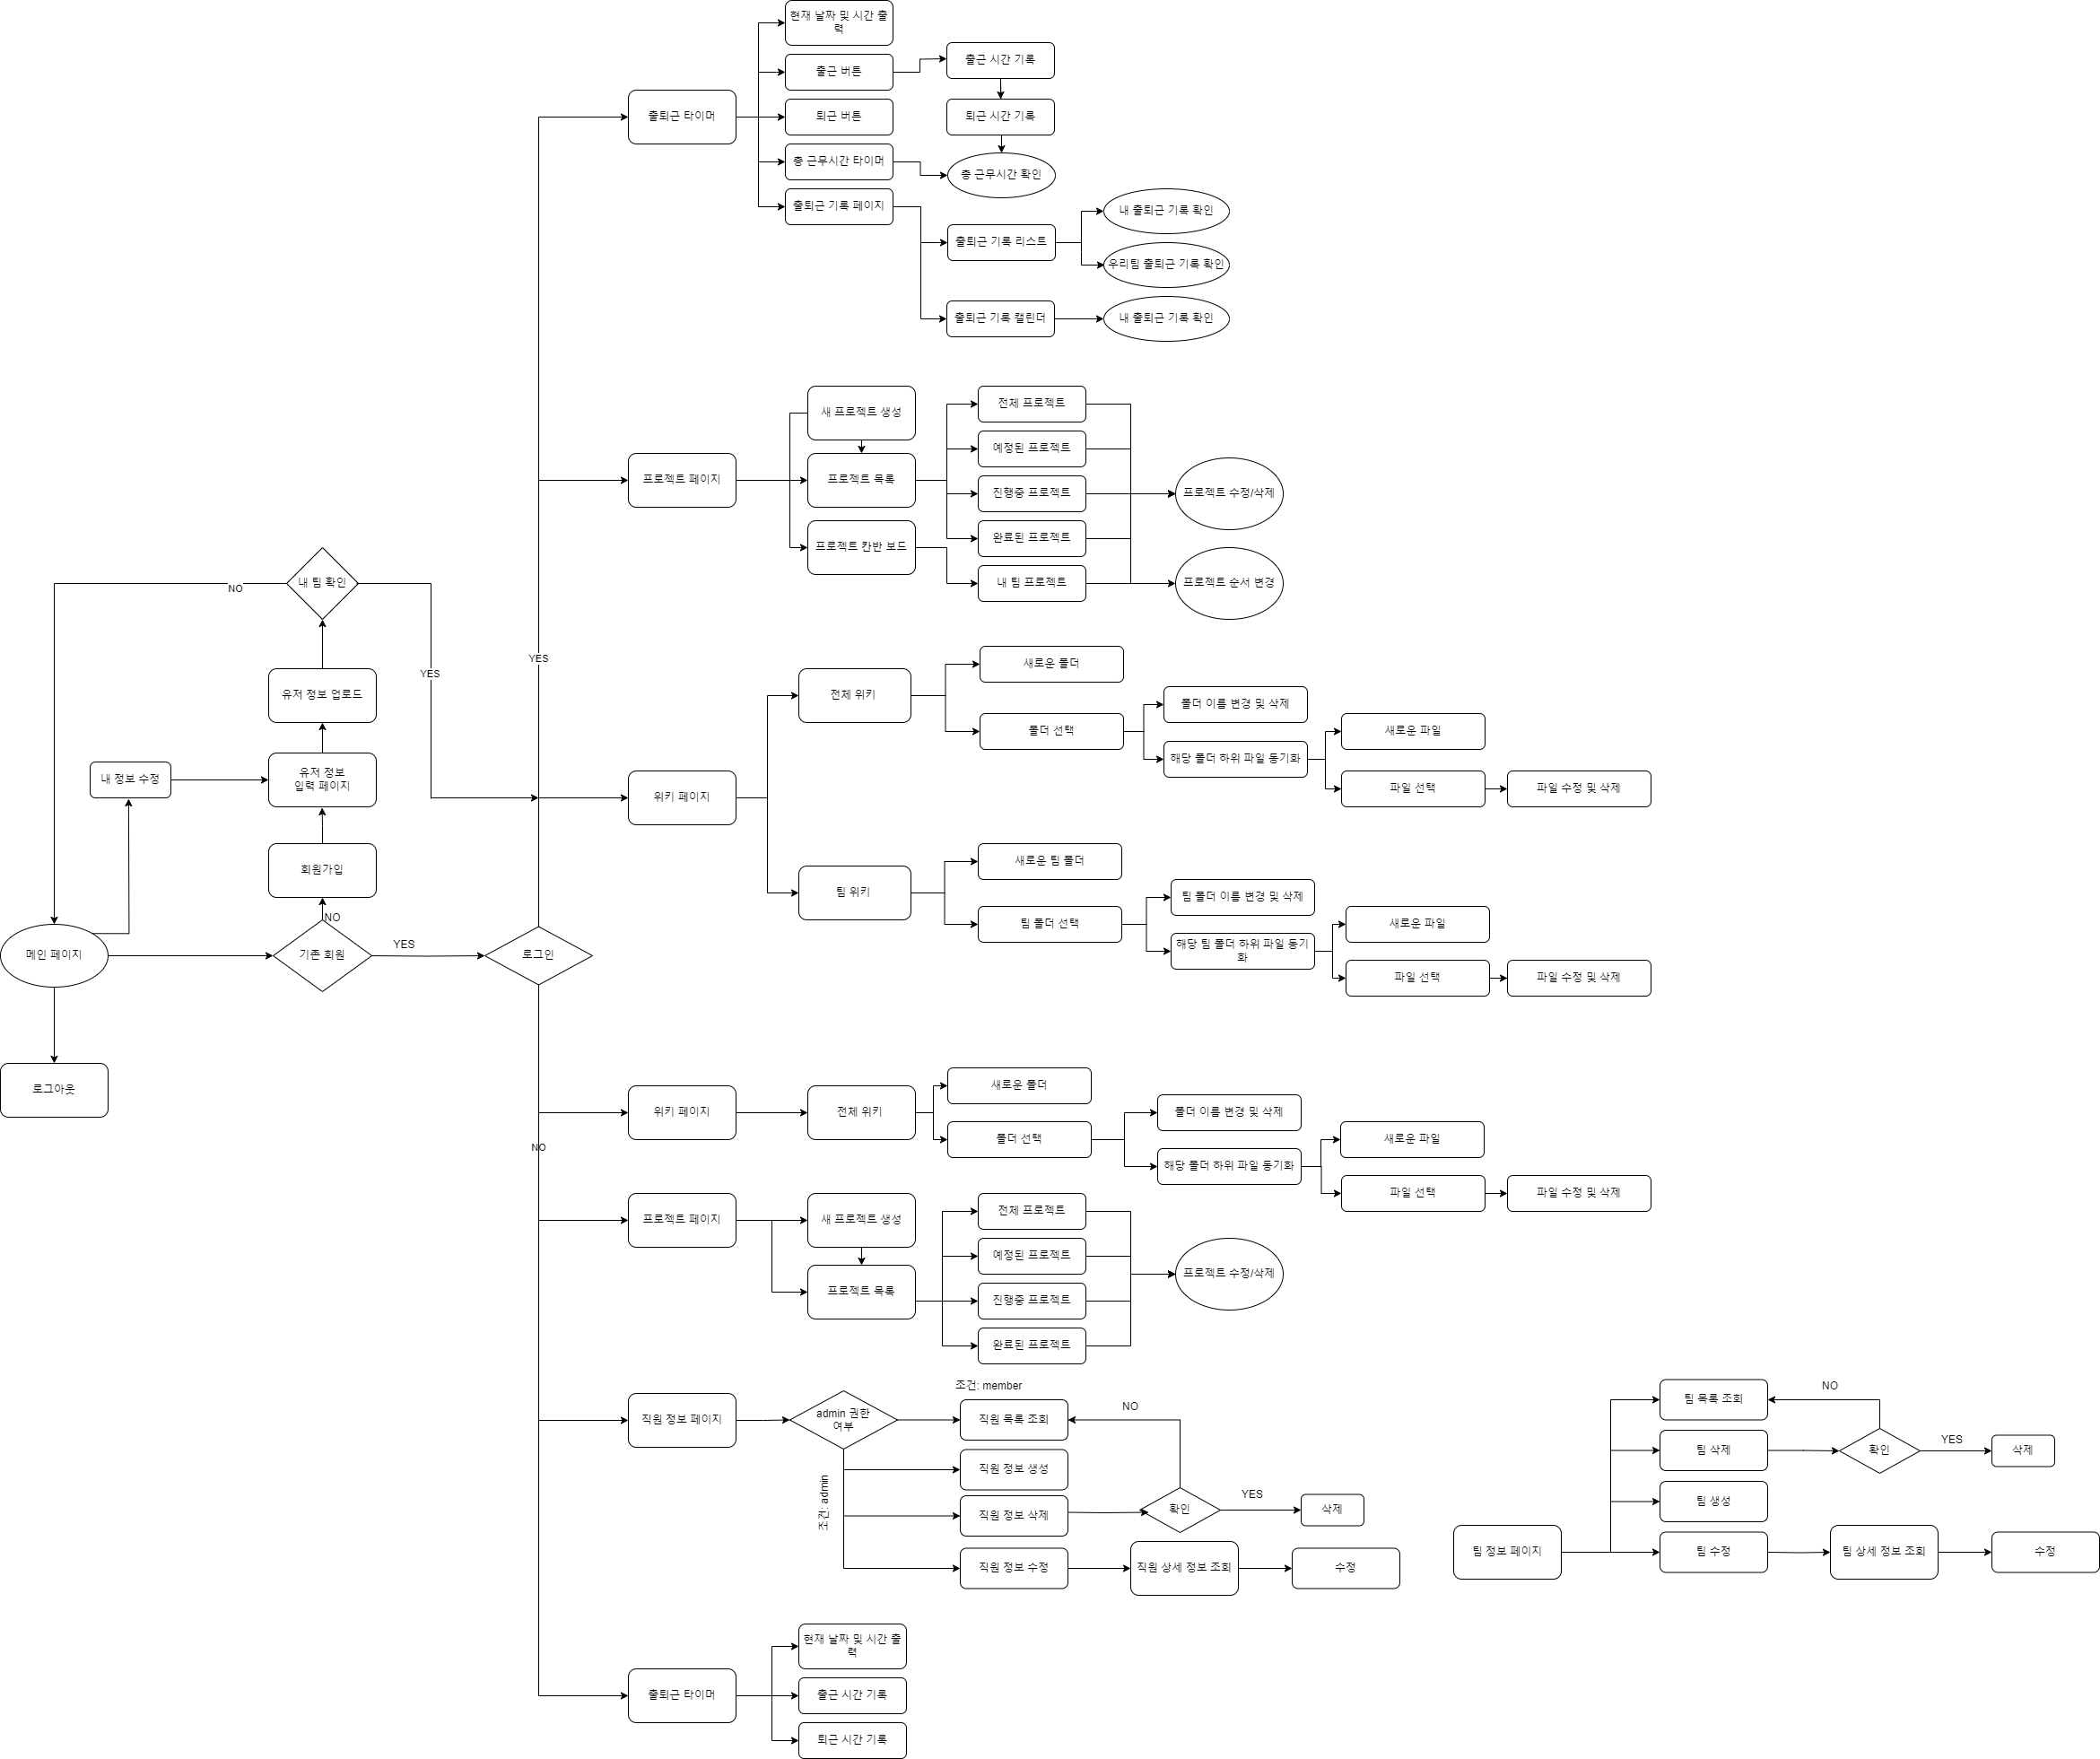 현재 날짜 및 시간 출
력
출근 버튼
출근 시간 기록
출퇴근 타이머
퇴근 버튼
퇴근 시간 기록
총 근무시간 타이머
총 근무시간 확인
출퇴근 기록 페이지
내 출퇴근 기록 확인
출퇴근 기록 리스트
우리팀 출퇴근 기록 확인
출퇴근 기록 캘린더
내 출퇴근 기록 확인
새 프로젝트 생성
전체 프로젝트
예정된 프로젝트
프로젝트 페이지
프로젝트 목록
진행중 프로젝트
프로젝트 수정/삭제
프로젝트 칸반 보드
완료된 프로젝트
내 팀 프로젝트
프로젝트 순서 변경
내 팀 확인
NO
YES
YES
유저 정보 업로드
내 정보 수정
유저 정보
입력 페이지
회원가입
NO
메인 페이지
기존 회원
YES
로그인
로그아웃
위키 페이지
전체 위키
새로운 폴더
폴더 선택
폴더 이름 변경 및 삭제
해당 폴더 하위 파일 동기화
새로운 파일
파일 선택
파일 수정 및 삭제
팀 위키
새로운 팀 폴더
팀 폴더 선택
팀 폴더 이름 변경 및 삭제
해당 팀 폴더 하위 파일 동기
화
새로운 파일
파일 선택
파일 수정 및 삭제
NO
위키 페이지
전체 위키
새로운 폴더
폴더 선택
폴더 이름 변경 및 삭제
해당 폴더 하위 파일 동기화
새로운 파일
파일 선택
파일 수정 및 삭제
프로젝트 페이지
새 프로젝트 생성
프로젝트 목록
전체 프로젝트
예정된 프로젝트
진행중 프로젝트
완료된 프로젝트
프로젝트 수정/삭제
직원 정보 페이지
admin 권한
여부
조건: member
조건: admin
직원 목록 조회
NO
직원 정보 생성
직원 정보 삭제
확인
YES
삭제
직원 정보 수정
직원 상세 정보 조회
수정
팀 정보 페이지
팀 목록 조회
NO
팀 삭제
확인
YES
삭제
팀 생성
팀 수정
팀 상세 정보 조회
수정
출퇴근 타이머
현재 날짜 및 시간 출
력
출근 시간 기록
퇴근 시간 기록